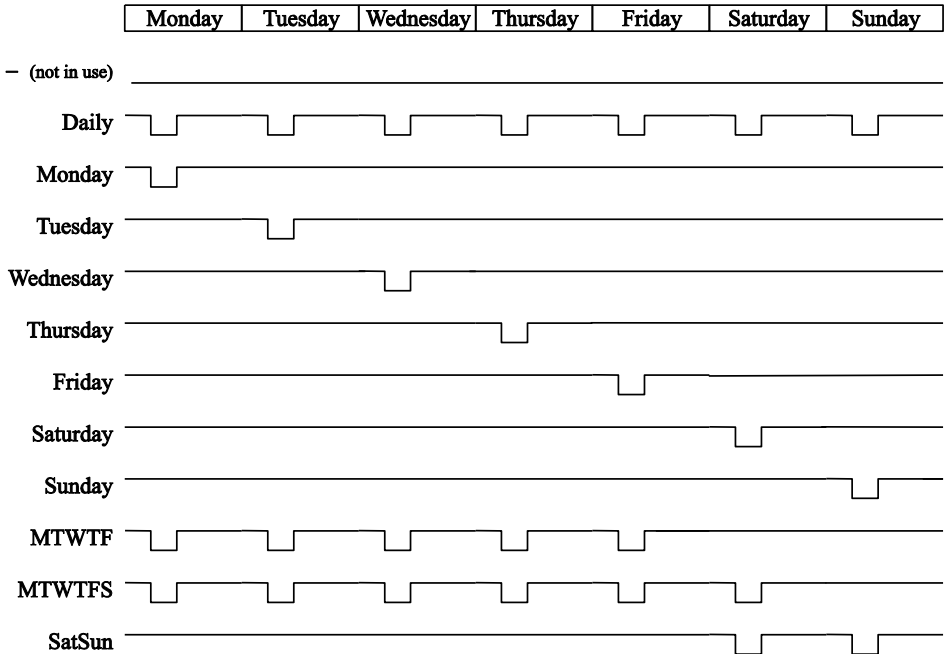 Monday Tuesday Wednesday Thursday Friday Saturday Sunday
– (not in use)
Daily
Monday
Tuesday
Wednesday
Thursday
Friday
Saturday
Sunday
MTWTF
MTWTFS
SatSun